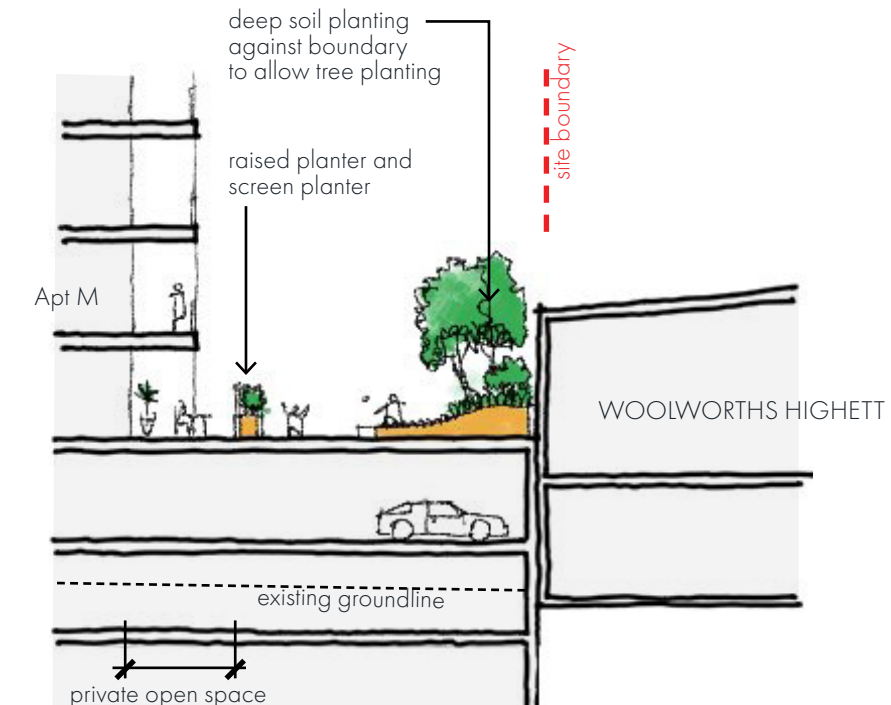 deep soil planting
against boundary
to allow tree planting
site boundary
raised planter and
screen planter
Apt M
WOOLWORTHS HIGHETT
existing groundline
private open space